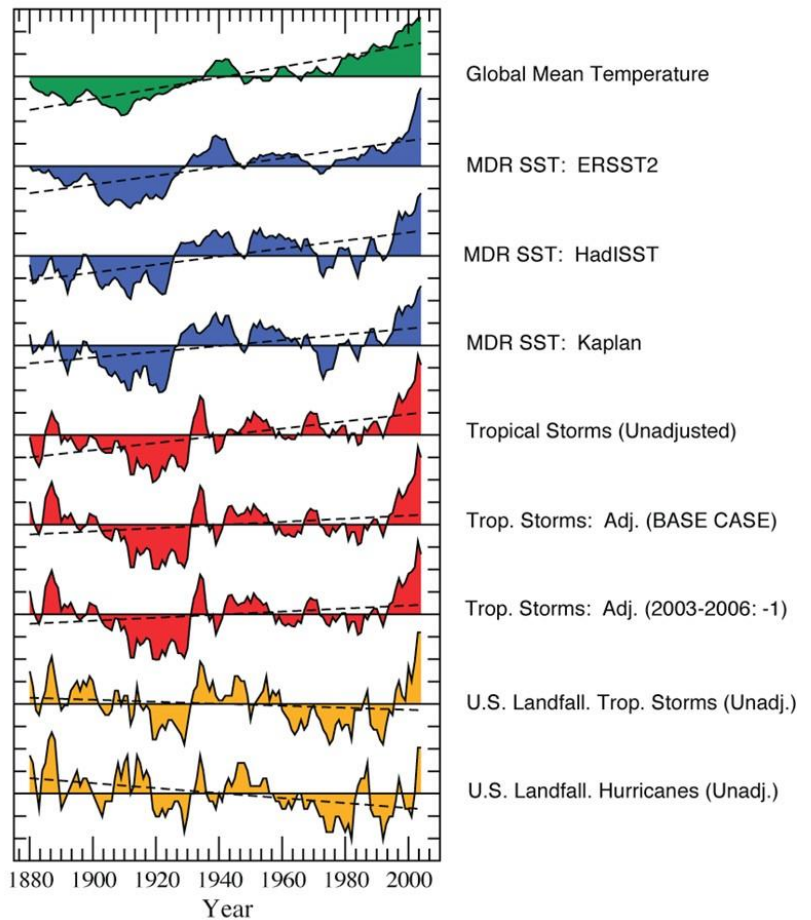 Global Mean Temperature
MDR SST: ERSST2
MDR SST: HadISST
MDR SST: Kaplan
Tropical Storms (Unadjusted)
Trop. Storms: Adj. (BASE CASE)
Trop. Storms: Adj. (2003-2006: -1)
U.S. Landfall. Trop. Storms (Unadj.)
U.S. Landfall. Hurricanes (Unadj.)
1880 1900 1920 1940 1960 1980 2000
Year